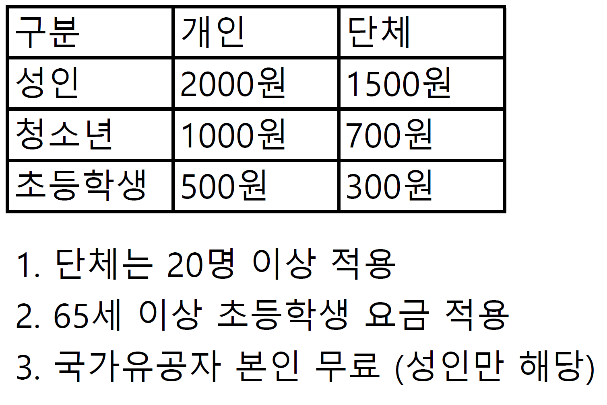 구분 개인 단체
성인 2000원 1500원
청소년 1000원 700원
초등학생 500원 300원
1. 단체는 20명 이상 적용
2. 65세 이상 초등학생 요금 적용
3. 국가유공자 본인 무료 (성인만 해당)